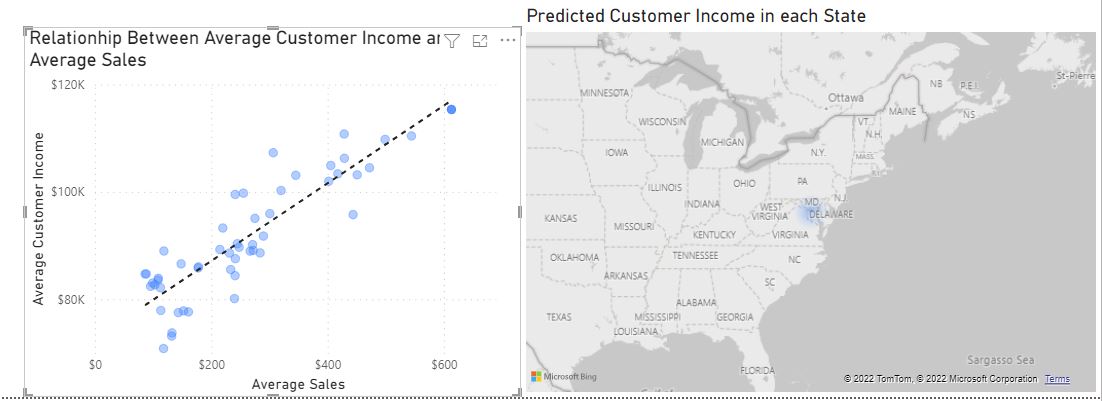 Relationhip Between Average Customer Income ar
Average Sales
$120K
$100K
$80K
Average Customer Income
$0 $200 $400 $600
Average Sales
Predicted Customer Income in each State
St-Pierre
NB P.E.I.
Ottawa
MINNESOTA
MAINE
NS
WISCONSIN
VT.
MICHIGAN
N.H.
IOWA
N.Y.
MASS.
R.I.
OHIO
PA
ILLINOIS
N.J.
INDIANA
MD
WEST
VIRGINIA
DELAWARE
KANSAS
MISSOURI
KENTUCKY
VIRGINIA
OKLAHOMA
TENNESSEE
NC
ARKANSAS
SC
ALABAMA
TEXAS
MISSISSIPPI
GEORGIA
LOUISIANA
Sargasso Sea
FLORIDA
Microsoft Bing
© 2022 TomTom, © 2022 Microsoft Corporation Terms